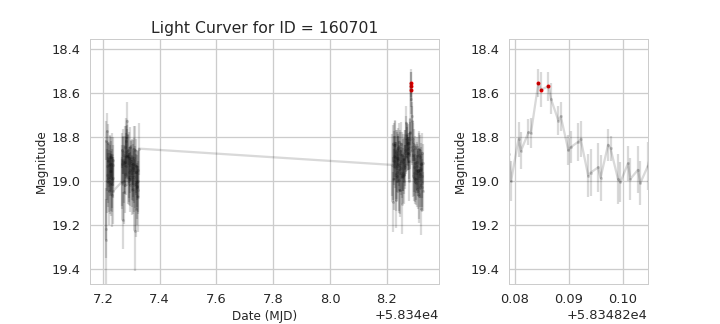 Light Curver for ID = 160701
Magnitude
18.4
18.6
18.8
19.0
19.2
19.4
7.2 7.4 7.6 7.8 8.0 8.2
Date (MJD)
+5.834e4
Magnitude
18.4
18.6
18.8
19.0
19.2
19.4
0.08 0.09 0.10
+5.83482e4